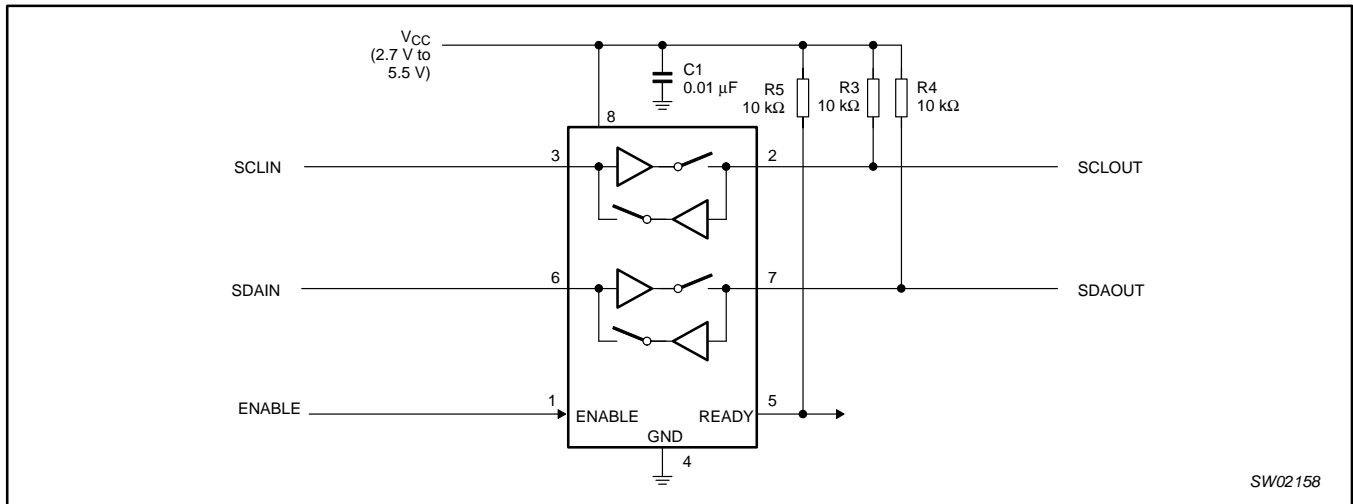 VCC
(2.7 V to
5.5 V)
C1
0.01 μF
R5
10 kΩ
R3
10 kΩ
R4
10 kΩ
8
SCLIN
3
2
SCLOUT
SDAIN
6
7
SDAOUT
ENABLE
1
ENABLE
READY
5
GND
4
SW02158